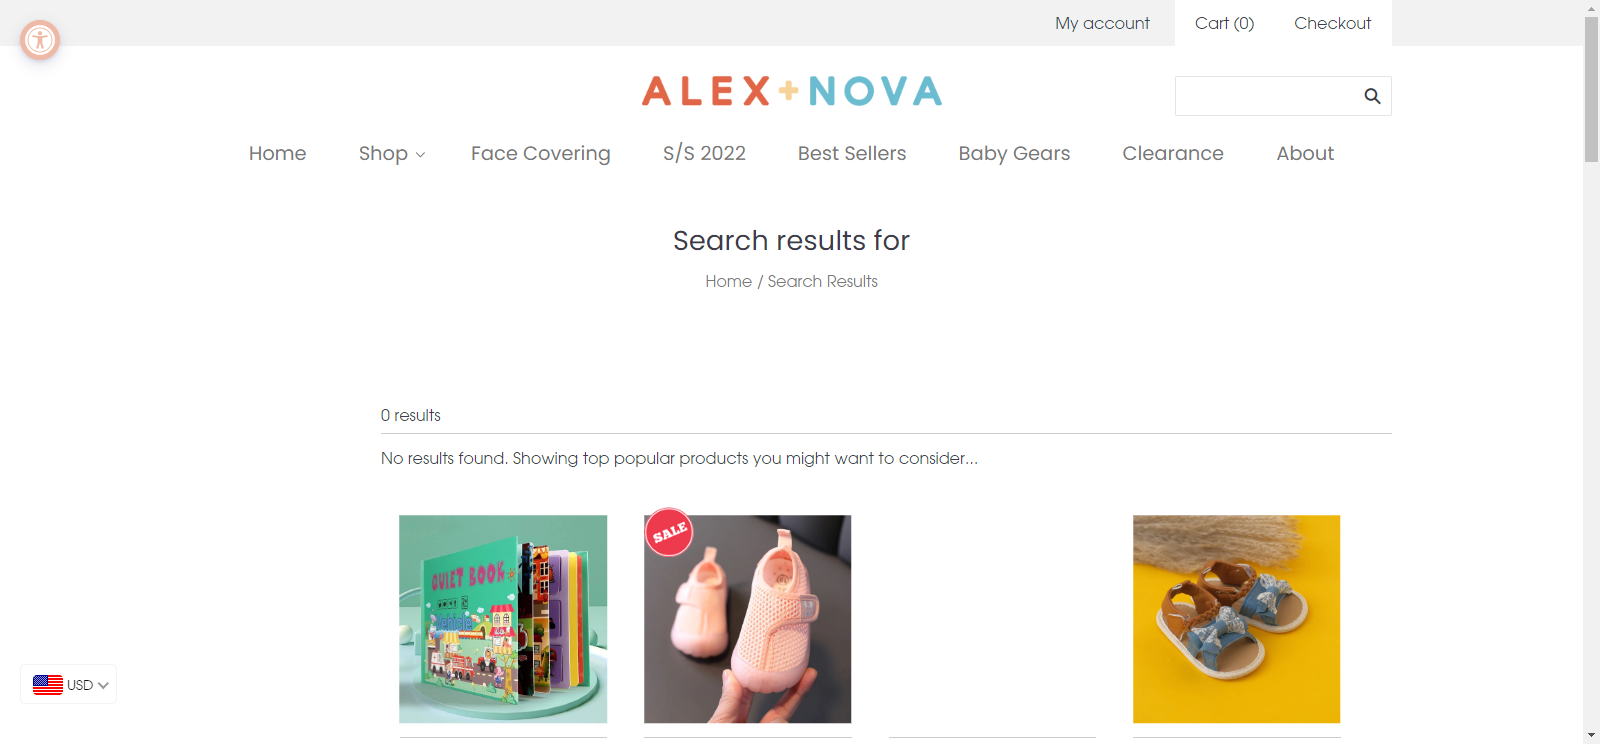 My account
Cart (0)
Checkout
ALEX + NOVA
Home
Shop
Face Covering
S/S 2022
Best Sellers
Baby Gears
Clearance
About
Search results for
Home / Search Results
0 results
No results found. Showing top popular products you might want to consider...
SALE
QUIET BOOK
Vehicle
USD